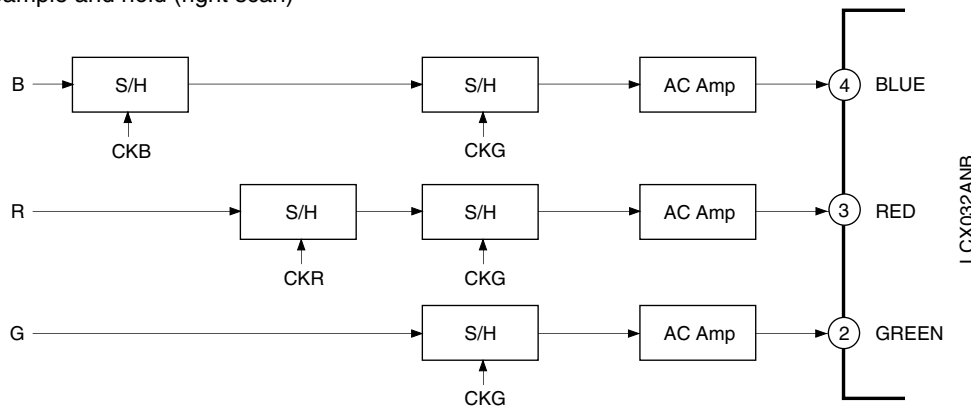 ample and hold (right scan)
B S/H S/H AC Amp 4 BLUE
CKB CKG
R S/H S/H AC Amp 3 RED
CKR CKG
G S/H AC Amp 2 GREEN
CKG
LCX032ANR